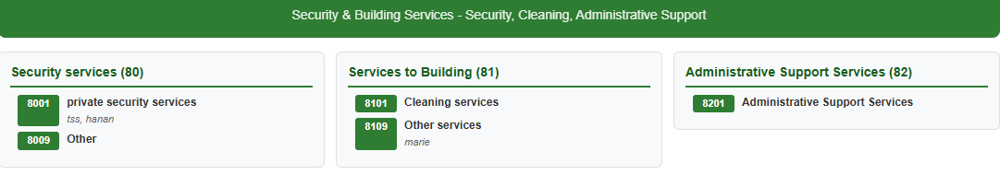 Security & Building Services - Security, Cleaning, Administrative Support
Security services (80)
8001 private security services
tss, hanan
8009 Other
Services to Building (81)
8101 Cleaning services
8109 Other services
marie
Administrative Support Services (82)
8201 Administrative Support Services